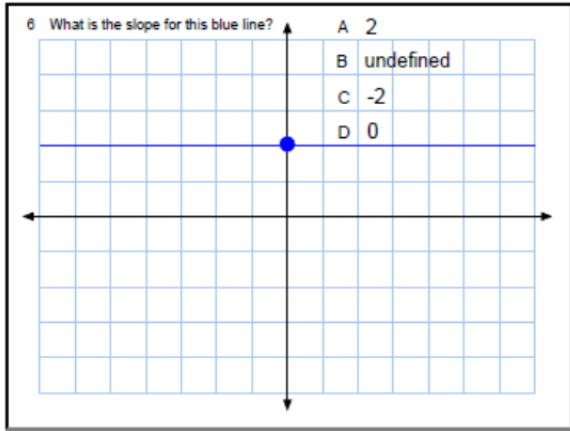 6 What is the slope for this blue line?
A 2
B undefined
C -2
D 0